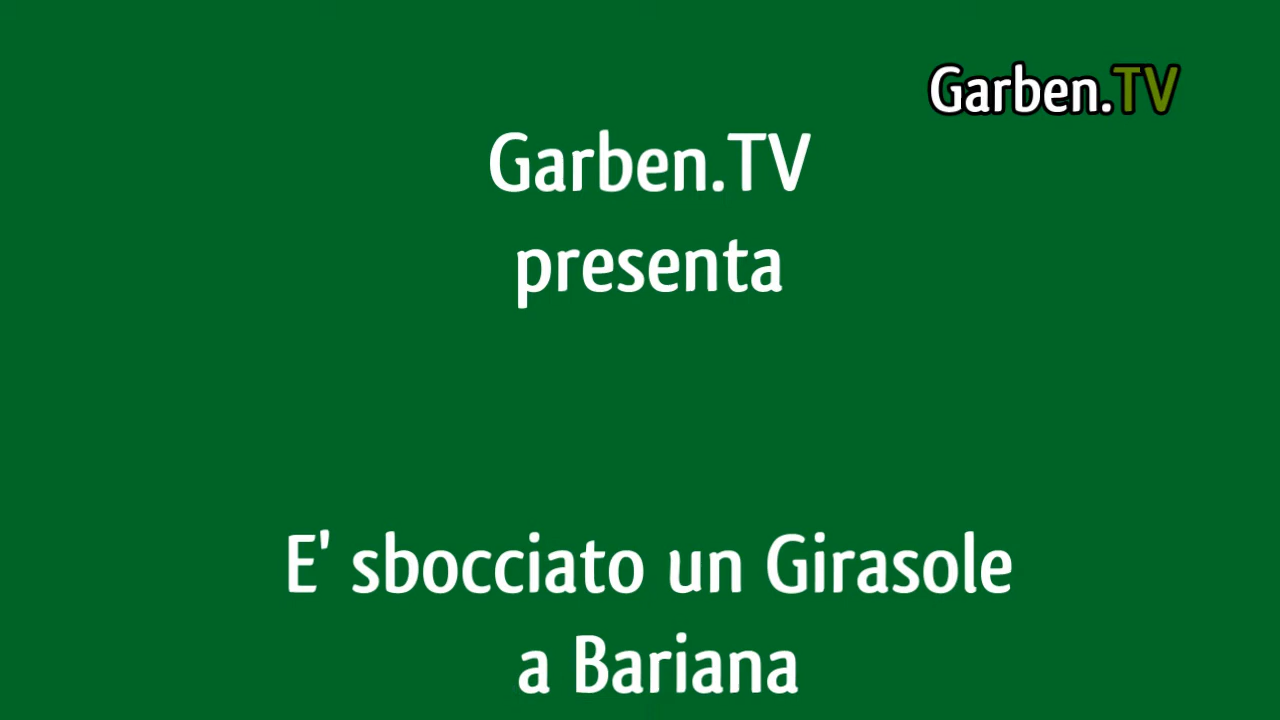 Garben.TV
Garben.TV
presenta
E' sbocciato un Girasole
a Bariana